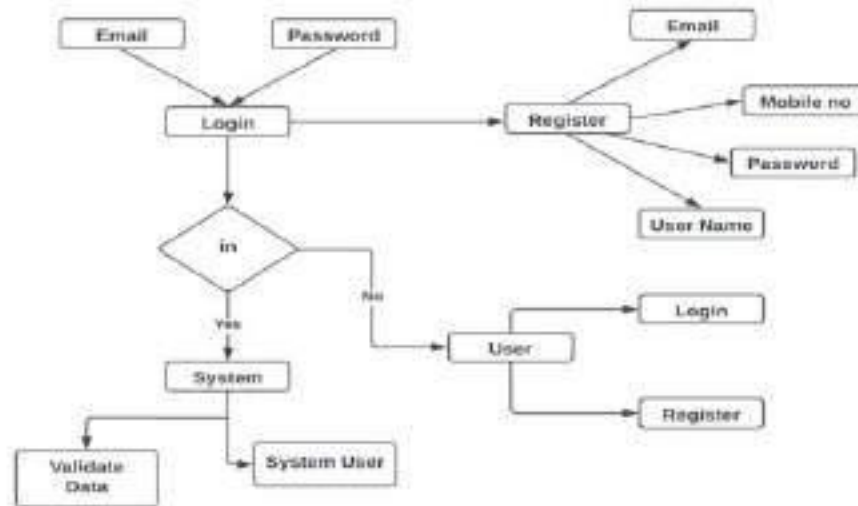 Email
Password
Email
Login
Register
Mobile no
Password
User Name
in
No
Yes
Login
User
System
Register
Validate
Data
System User